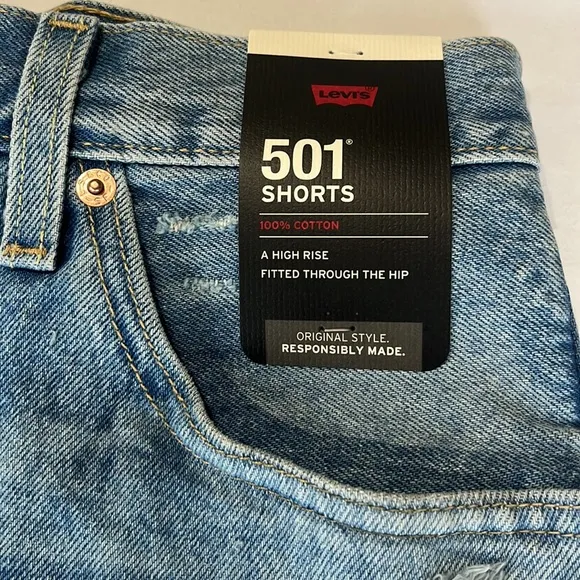 Levi's
501®
SHORTS
100% COTTON
A HIGH RISE
FITTED THROUGH THE HIP
ORIGINAL STYLE.
RESPONSIBLY MADE.